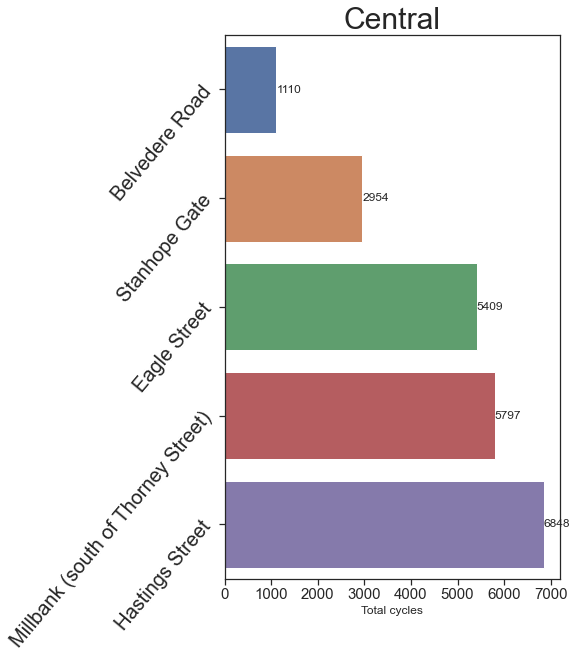 Central
Belvedere Road
1110
Stanhope Gate
2954
Eagle Street
5409
Millbank (south of Thorney Street)
5797
Hastings Street
6848
0 1000 2000 3000 4000 5000 6000 7000
Total cycles